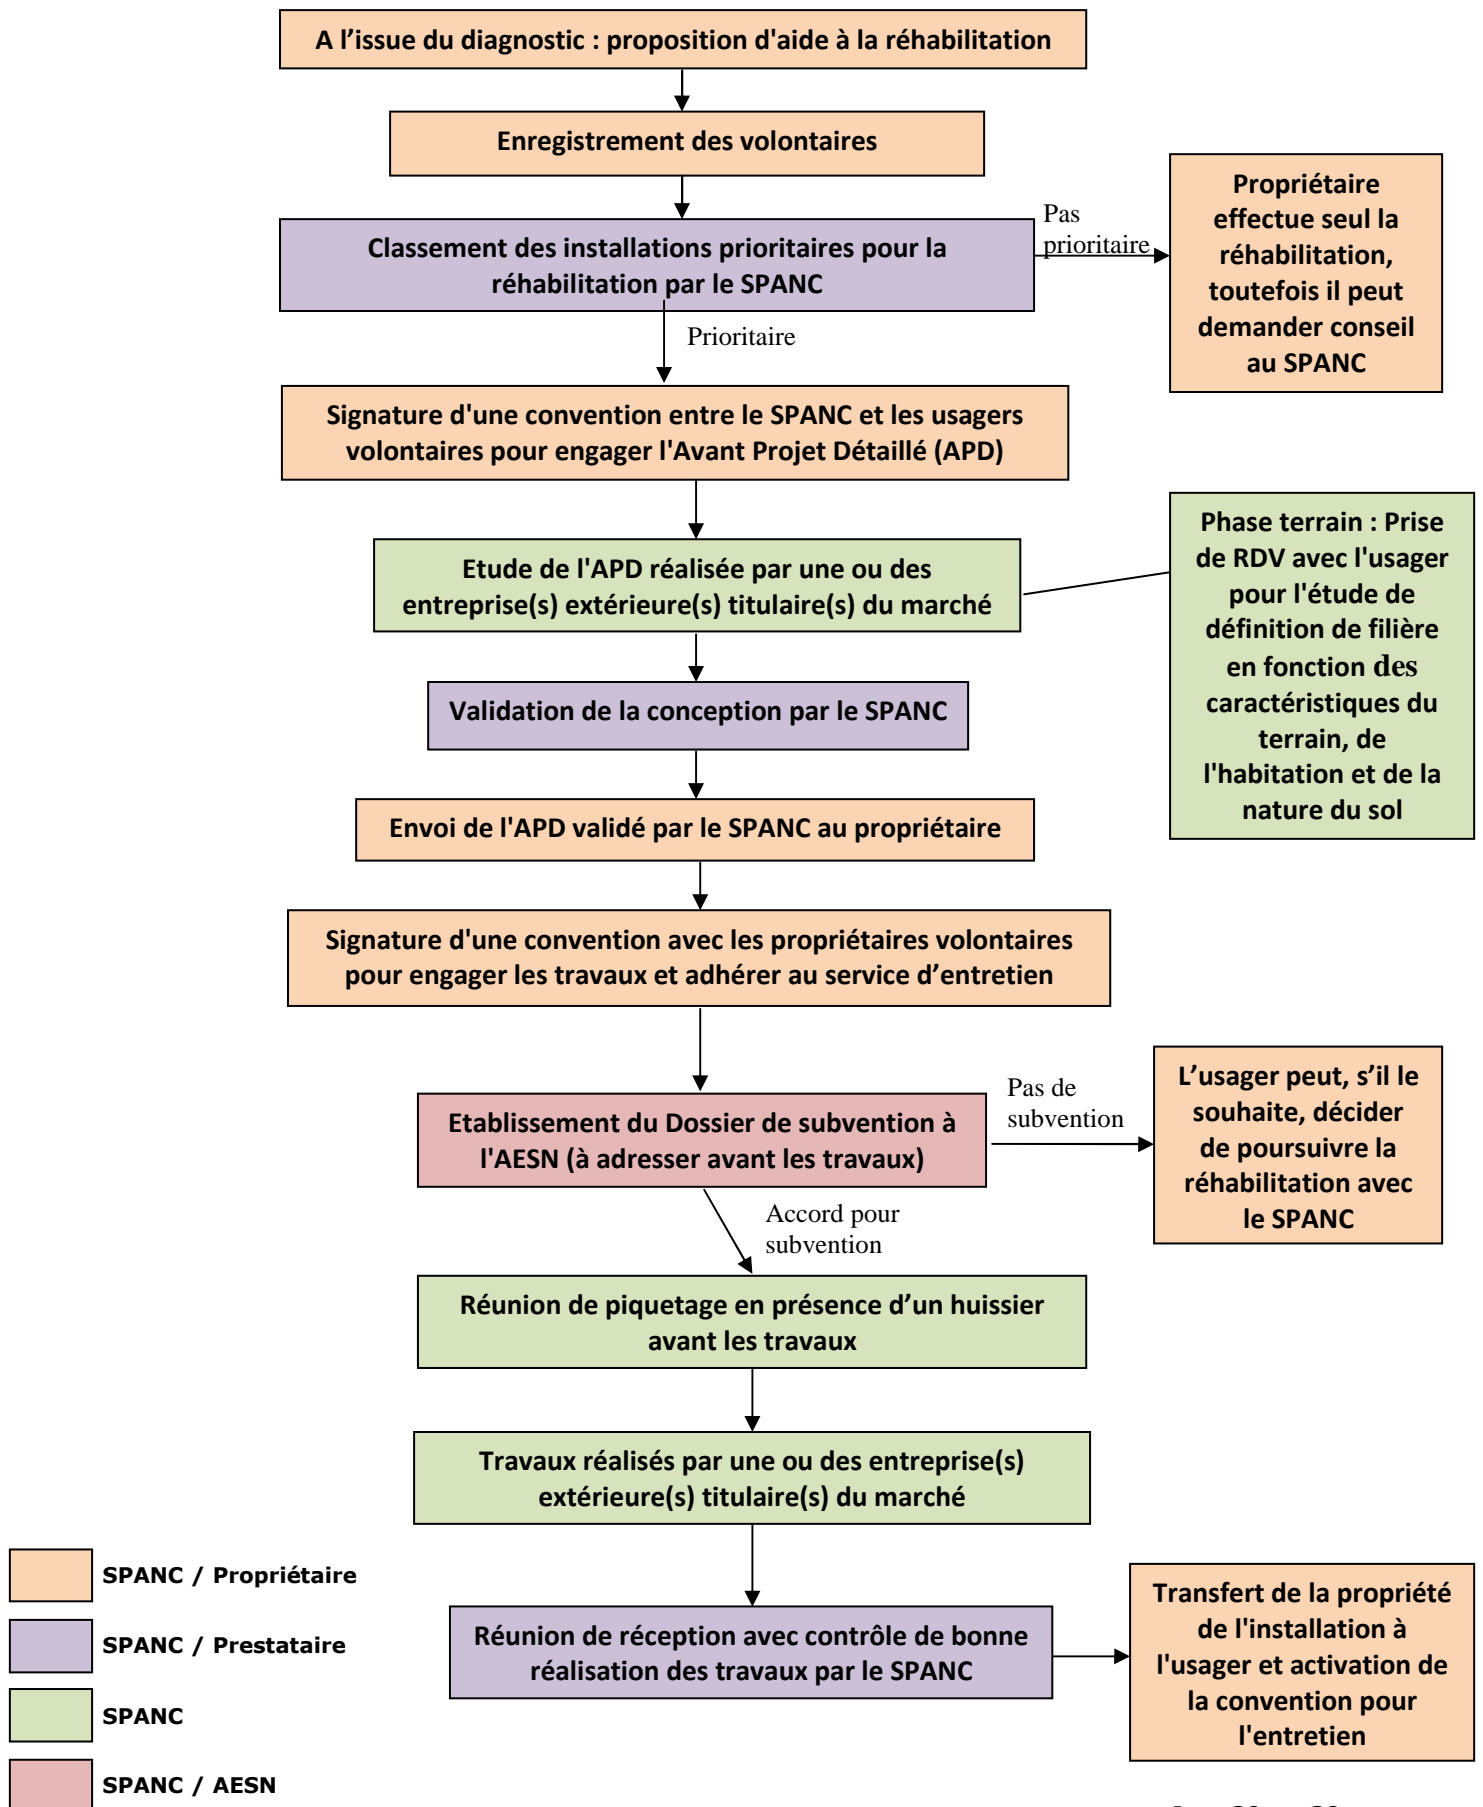 A l’issue du diagnostic : proposition d'aide à la réhabilitation
Enregistrement des volontaires
Classement des installations prioritaires pour la
réhabilitation par le SPANC
Pas
prioritaire
Propriétaire
effectue seul la
réhabilitation,
toutefois il peut
demander conseil
au SPANC
Prioritaire
Signature d'une convention entre le SPANC et les usagers
volontaires pour engager l'Avant Projet Détaillé (APD)
Etude de l'APD réalisée par une ou des
entreprise(s) extérieure(s) titulaire(s) du marché
Phase terrain : Prise
de RDV avec l'usager
pour l'étude de
définition de filière
en fonction des
caractéristiques du
terrain, de
l'habitation et de la
nature du sol
Validation de la conception par le SPANC
Envoi de l'APD validé par le SPANC au propriétaire
Signature d'une convention avec les propriétaires volontaires
pour engager les travaux et adhérer au service d’entretien
Etablissement du Dossier de subvention à
l'AESN (à adresser avant les travaux)
Pas de
subvention
L’usager peut, s’il le
souhaite, décider
de poursuivre la
réhabilitation avec
le SPANC
Accord pour
subvention
Réunion de piquetage en présence d’un huissier
avant les travaux
Travaux réalisés par une ou des entreprise(s)
extérieure(s) titulaire(s) du marché
Réunion de réception avec contrôle de bonne
réalisation des travaux par le SPANC
Transfert de la propriété
de l'installation à
l'usager et activation de
la convention pour
l'entretien
SPANC / Propriétaire
SPANC / Prestataire
SPANC
SPANC / AESN